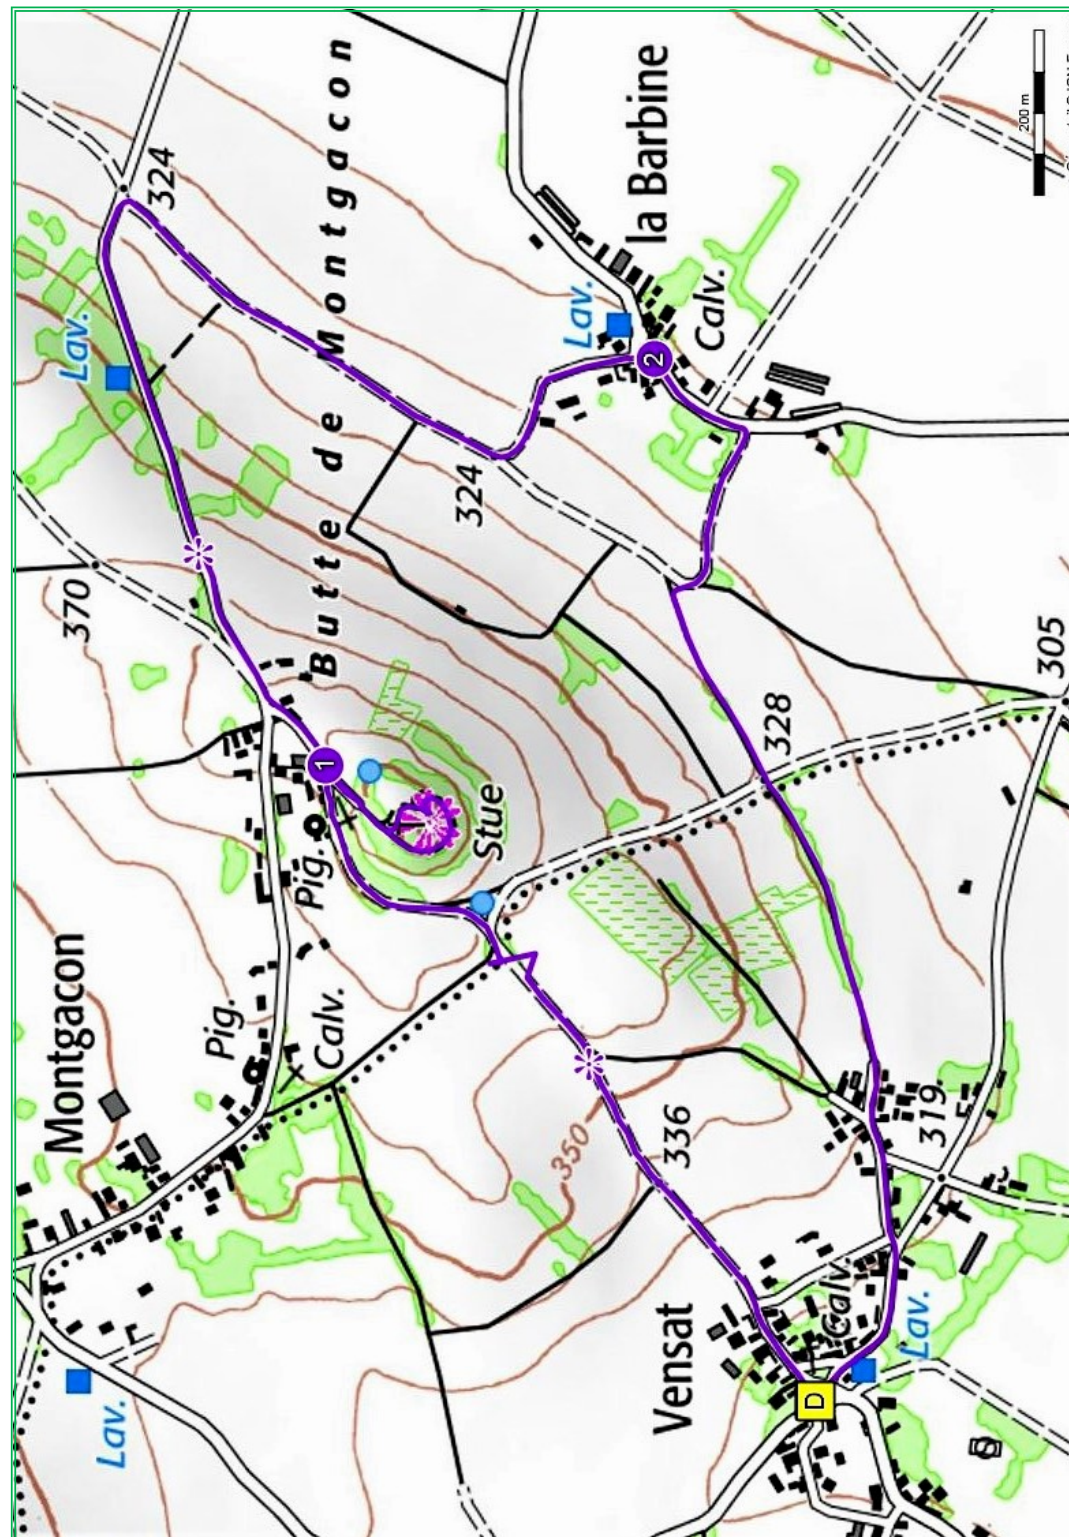 Montgacon
370
Lav.
Lav.
324
Pig.
Calv.
Pig.
1
Butte de Montgacon
324
Stue
350
Lav.
la Barbine
2
Calv.
336
Vensat
328
D
Calv.
Lav.
319
305
200 m